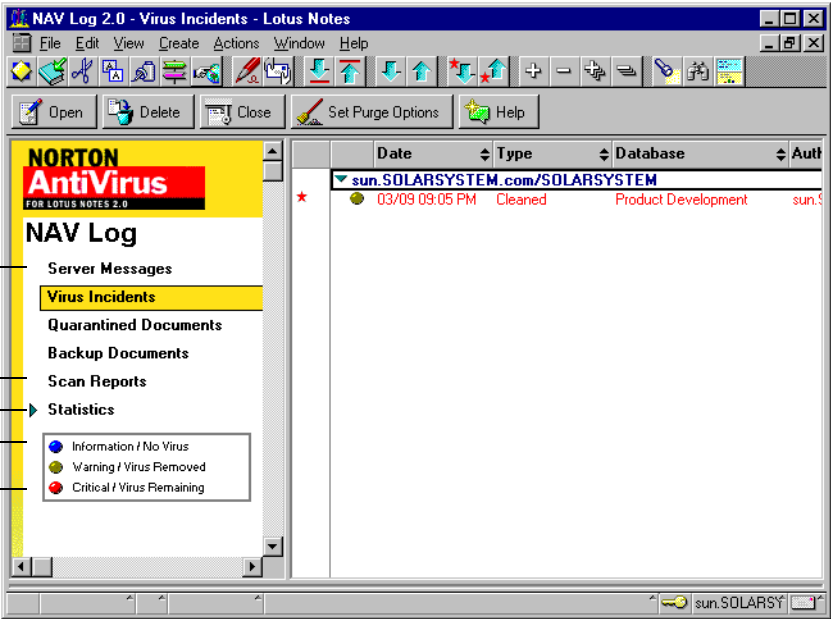 NAV Log 2.0 - Virus Incidents - Lotus Notes
File Edit View Create Actions Window Help
Open Delete Close Set Purge Options Help
NORTON
AntiVirus
FOR LOTUS NOTES 2.0
NAV Log
Server Messages
Virus Incidents
Quarantined Documents
Backup Documents
Scan Reports
Statistics
Information / No Virus
Warning / Virus Removed
Critical / Virus Remaining
Date Type Database Auth
sun.SOLARSYSTEM.com/SOLARSYSTEM
03/09 09:05 PM Cleaned Product Development sun.S
sun.SOLARSY